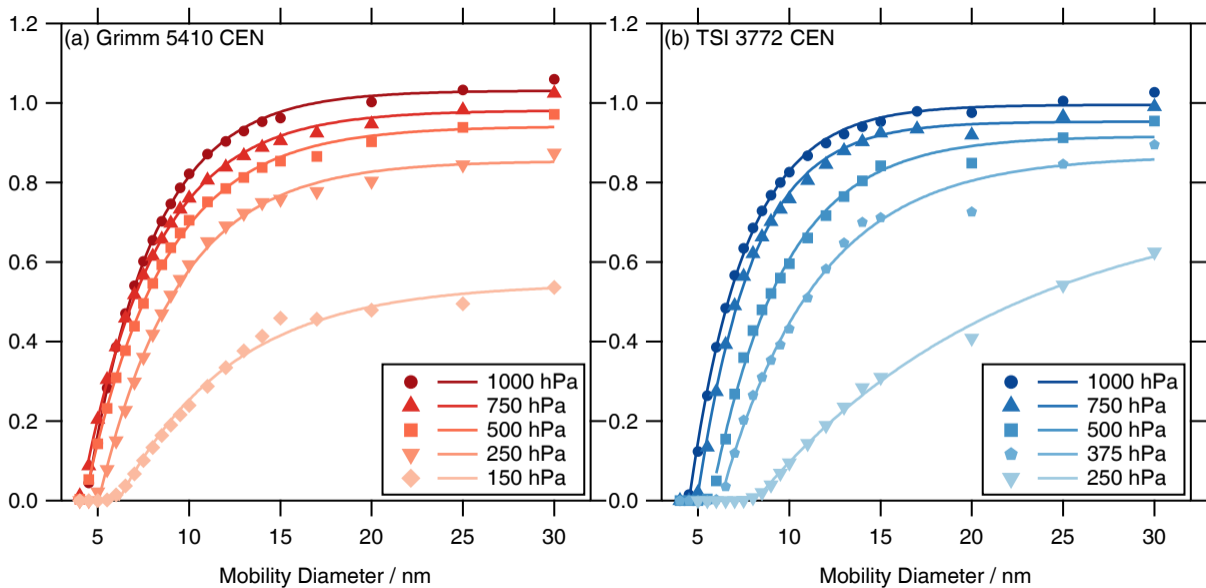 1.2
1.0
0.8
0.6
0.4
0.2
0.0
(a) Grimm 5410 CEN
1000 hPa
750 hPa
500 hPa
250 hPa
150 hPa
5 10 15 20 25 30
Mobility Diameter / nm
1.2
1.0
0.8
0.6
0.4
0.2
0.0
(b) TSI 3772 CEN
1000 hPa
750 hPa
500 hPa
375 hPa
250 hPa
5 10 15 20 25 30
Mobility Diameter / nm